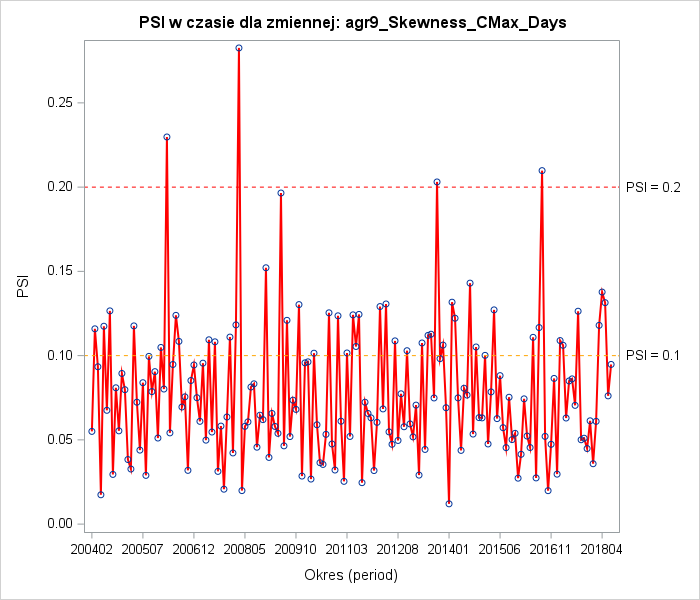 PSI w czasie dla zmiennej: agr9_Skewness_CMax_Days
0.25
0.20
PSI = 0.2
0.15
PSI
0.10
PSI = 0.1
0.05
0.00
200402 200507 200612 200805 200910 201103 201208 201401 201506 201611 201804
Okres (period)